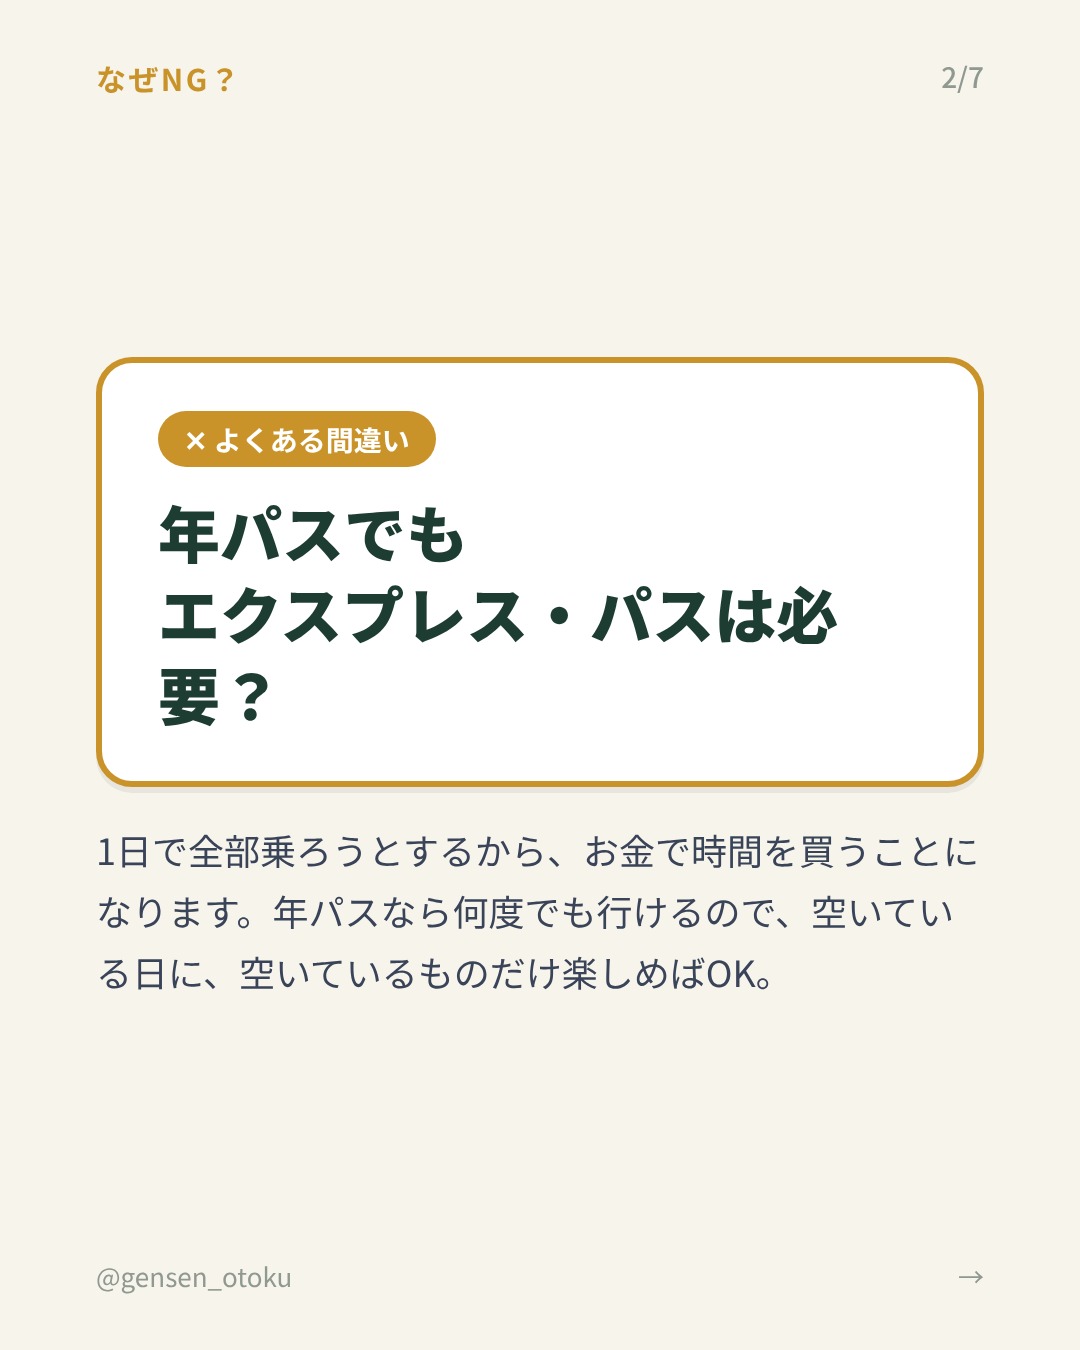 なぜNG？
2/7
× よくある間違い
年パスでも
エクスプレス・パスは必
要？
1日で全部乗ろうとするから、お金で時間を買うことに
なります。年パスなら何度でも行けるので、空いてい
る日に、空いているものだけ楽しめばOK。
@gensen_otoku
→